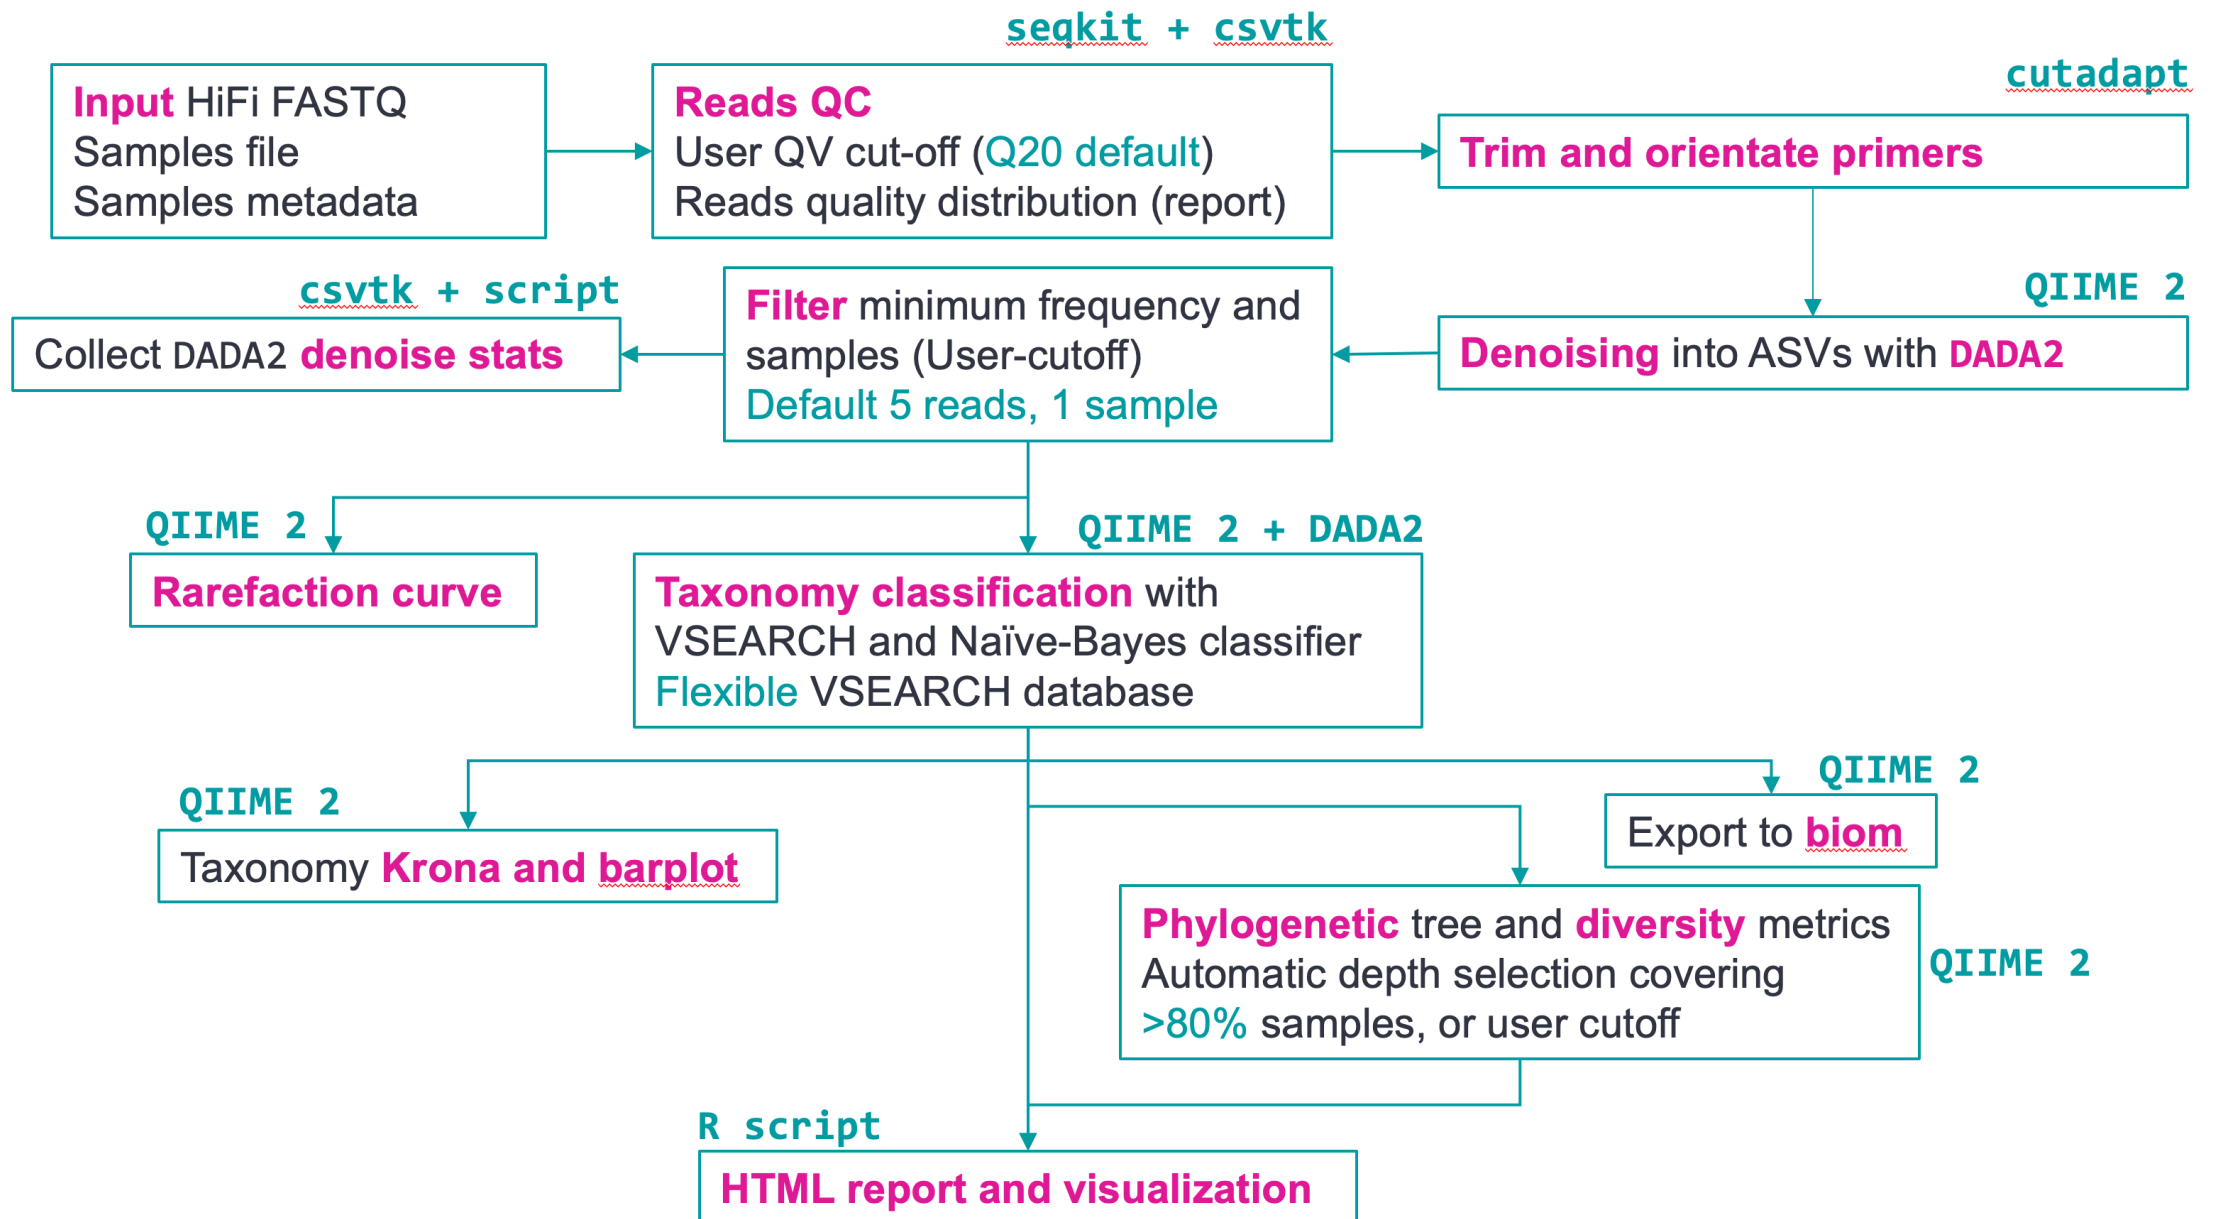 seqkit + csvtk
Input HiFi FASTQ
Samples file
Samples metadata
Reads QC
User QV cut-off (Q20 default)
Reads quality distribution (report)
cutadapt
Trim and orientate primers
QIIME 2
Denoising into ASVs with DADA2
Filter minimum frequency and
samples (User-cutoff)
Default 5 reads, 1 sample
csvtk + script
Collect DADA2 denoise stats
QIIME 2
Rarefaction curve
QIIME 2 + DADA2
Taxonomy classification with
VSEARCH and Naïve-Bayes classifier
Flexible VSEARCH database
QIIME 2
Taxonomy Krona and barplot
QIIME 2
Export to biom
Phylogenetic tree and diversity metrics
Automatic depth selection covering
>80% samples, or user cutoff
QIIME 2
R script
HTML report and visualization